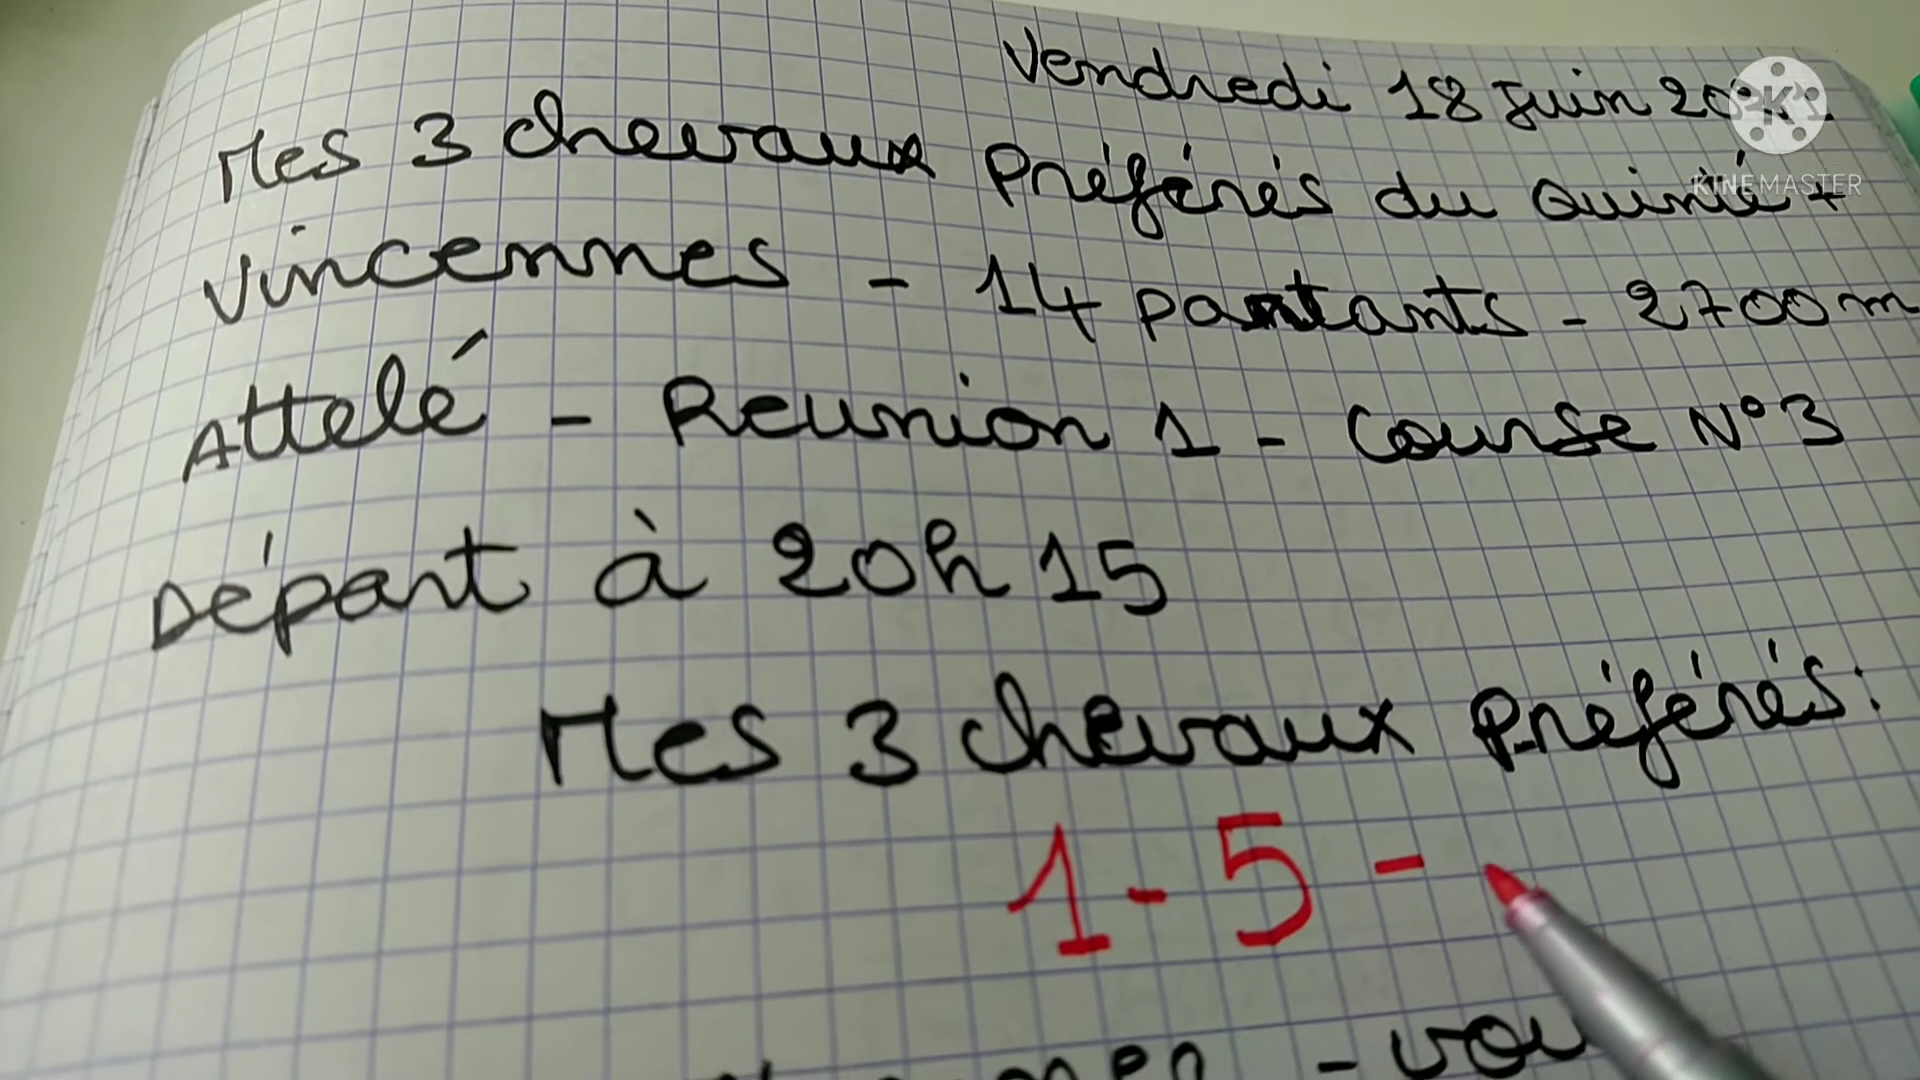 Vendredi 18 Juin
Mes 3 chevaux Préférés du Quinté +
Vincennes - 14 partants - 2700m
Attelé - Reunion 1 - Course N°3
Départ à 20h15
Mes 3 chevaux Préférés:
1 - 5 -
KINEMASTER